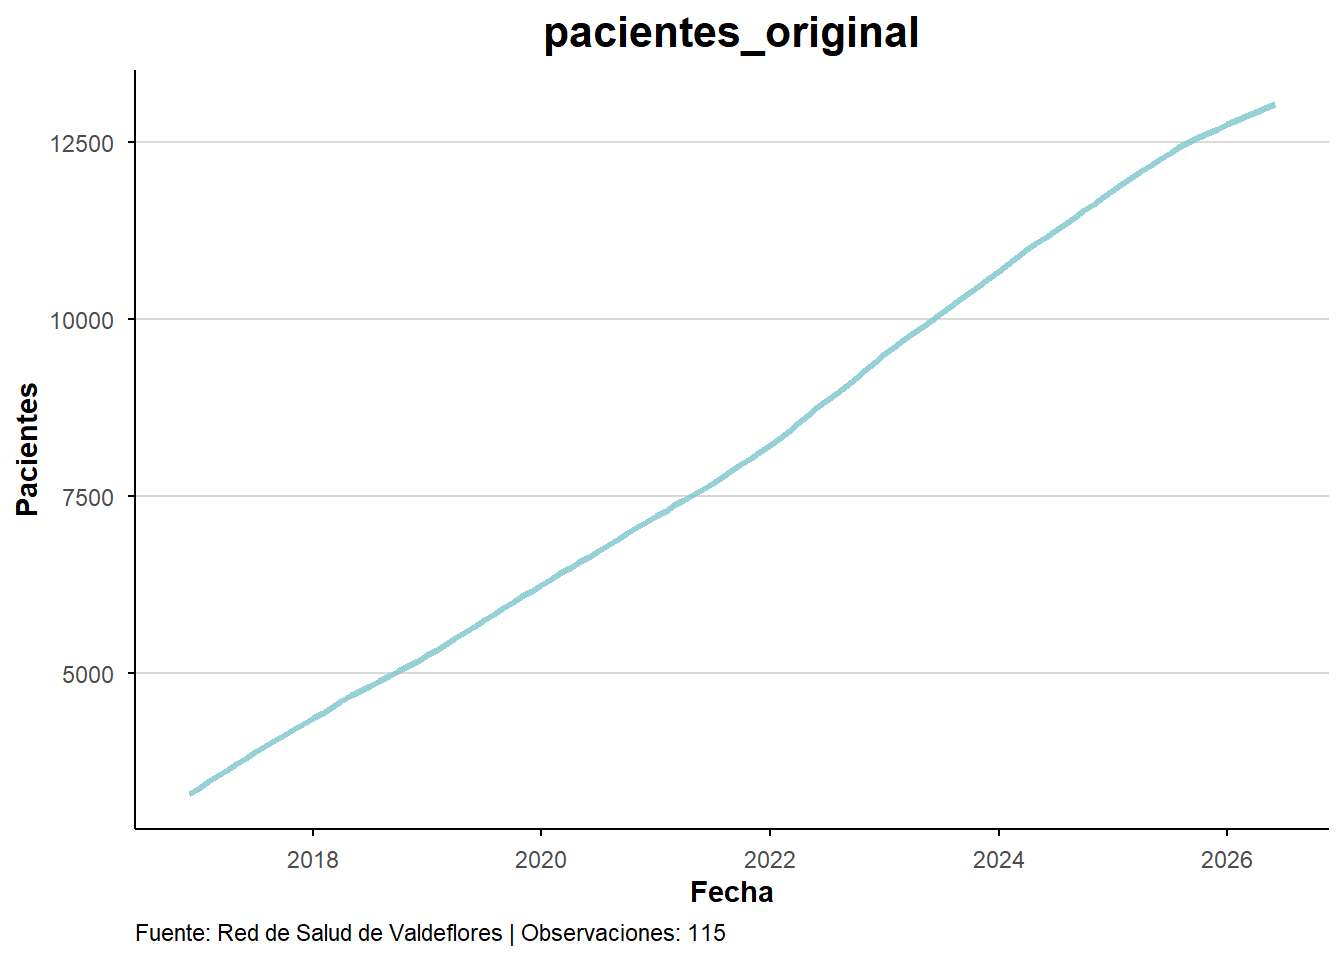 pacientes_original
12500
10000
7500
5000
Pacientes
2018
2020
2022
2024
2026
Fecha
Fuente: Red de Salud de Valdeflores | Observaciones: 115